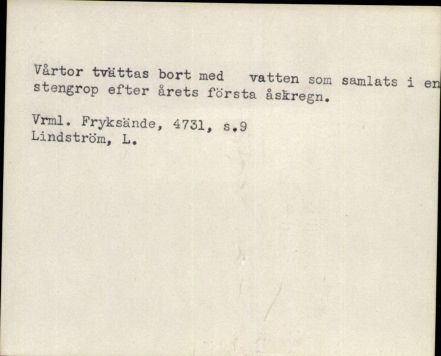 Vårtor tvättas bort med vatten som samlats i en
stengrop efter årets första åskregn.
Vrml. Fryksände, 4731, s.9
Lindström, L.